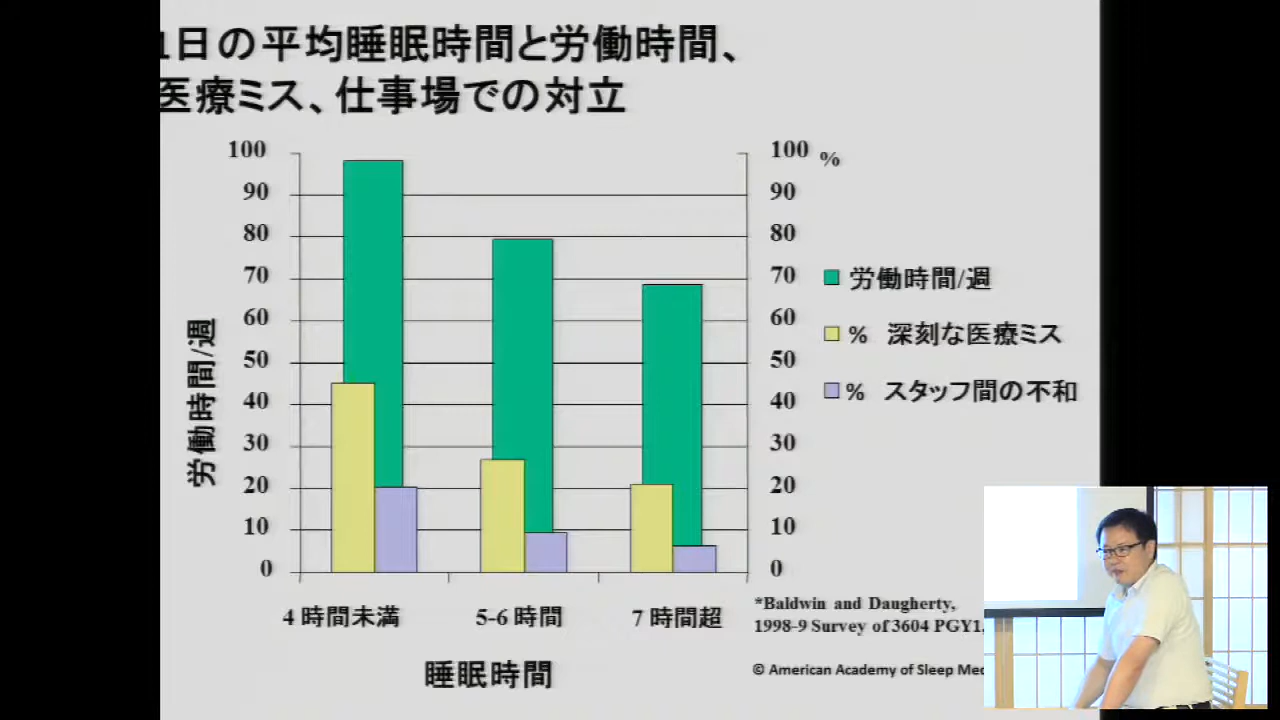 1日の平均睡眠時間と労働時間、
医療ミス、仕事場での対立
100
90
80
70
60
50
40
30
20
10
0
労働時間/週
100 %
90
80
70
60
50
40
30
20
10
0
労働時間/週
% 深刻な医療ミス
% スタッフ間の不和
4時間未満
5-6時間
7時間超
睡眠時間
*Baldwin and Daugherty,
1998-9 Survey of 3604 PGY1,
© American Academy of Sleep